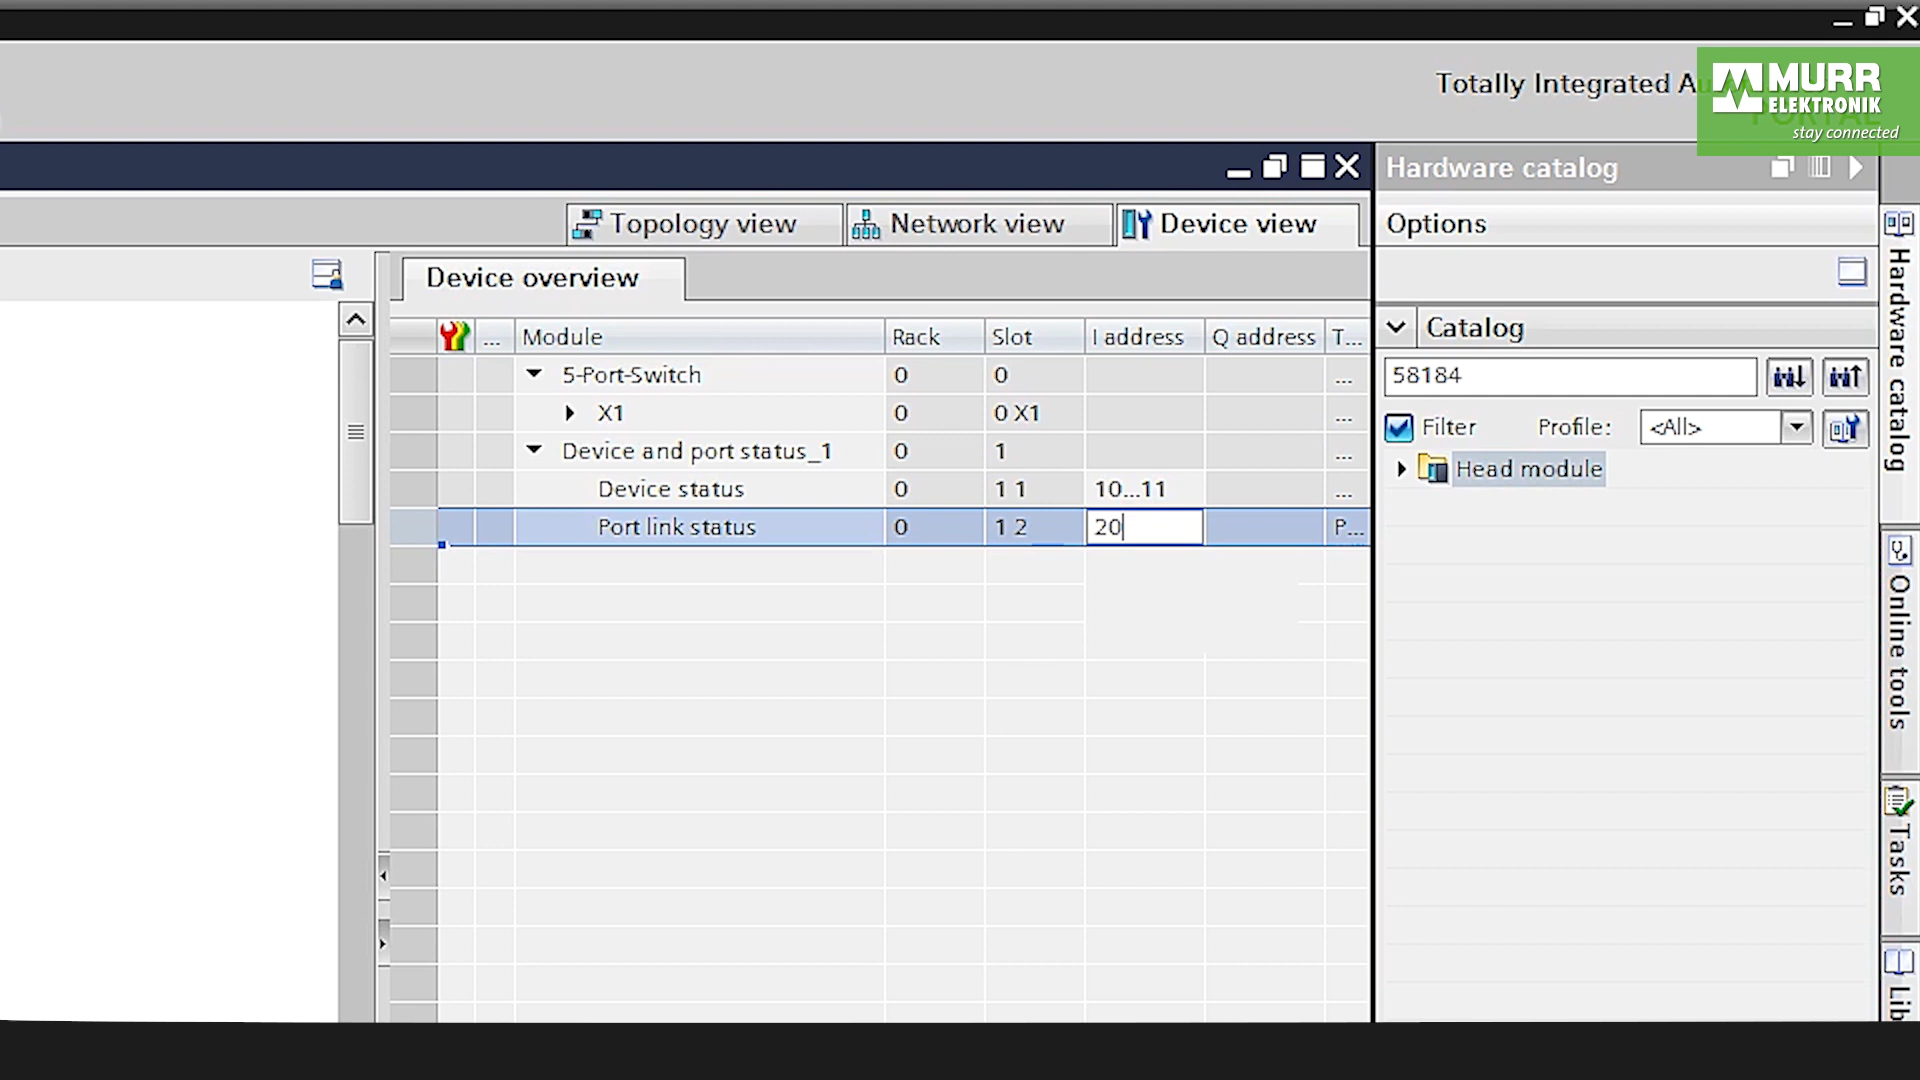 Totally Integrated Au
MURR
ELEKTRONIK
stay connected
Hardware catalog
Topology view
Network view
Device view
Options
Device overview
... Module Rack Slot I address Q address T...
5-Port-Switch 0 0 ...
X1 0 0 X1 ...
Device and port status_1 0 1 ...
Device status 0 1 1 10...11 ...
Port link status 0 1 2 20 P...
Catalog
58184
Filter Profile: <All>
Head module
Hardware catalog
Online tools
Tasks
Lib